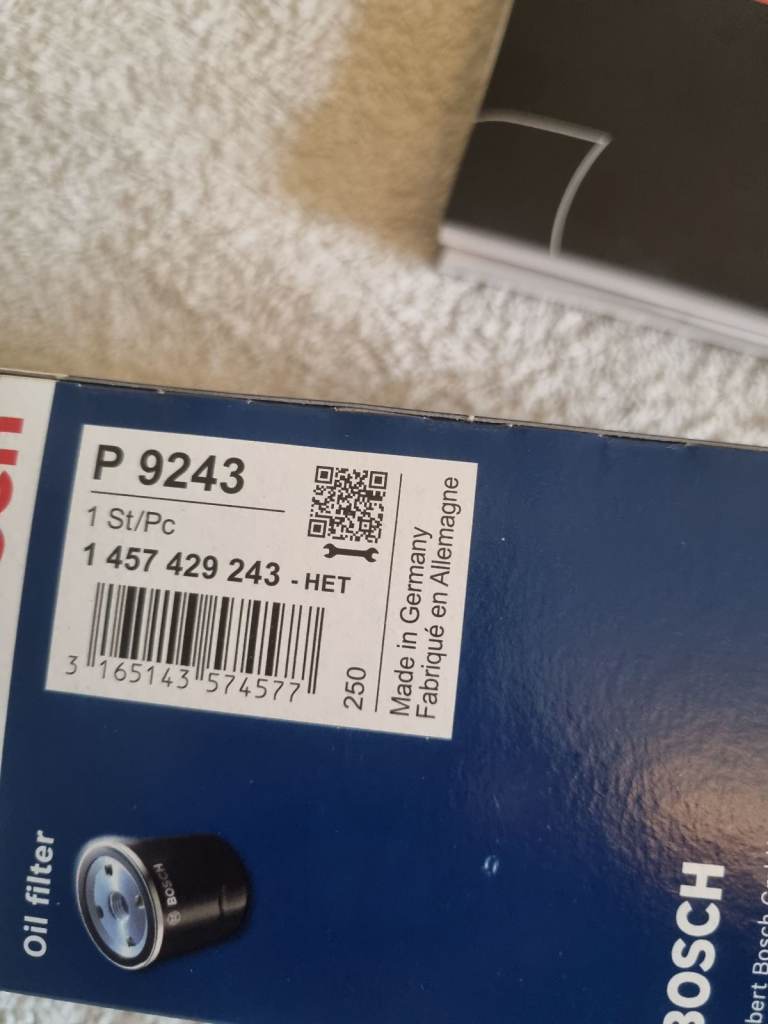 P 9243
1 St/Pc
1 457 429 243 - HET
3 165143 574577
250
Made in Germany
Fabriqué en Allemagne
Oil filter
BOSCH
BOSCH